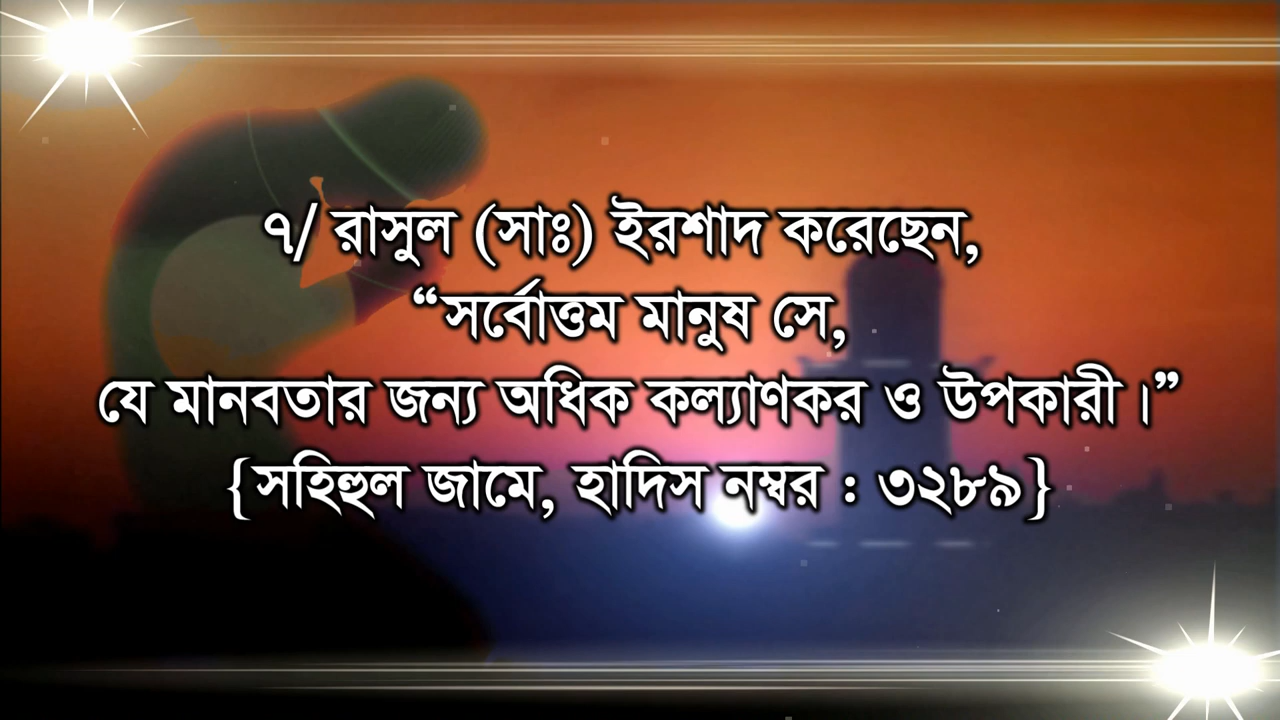 ৭/ রাসুল (সাঃ) ইরশাদ করেছেন,
“সর্বোত্তম মানুষ সে,
যে মানবতার জন্য অধিক কল্যাণকর ও উপকারী।”
{সহিহুল জামে, হাদিস নম্বর : ৩২৮৯}